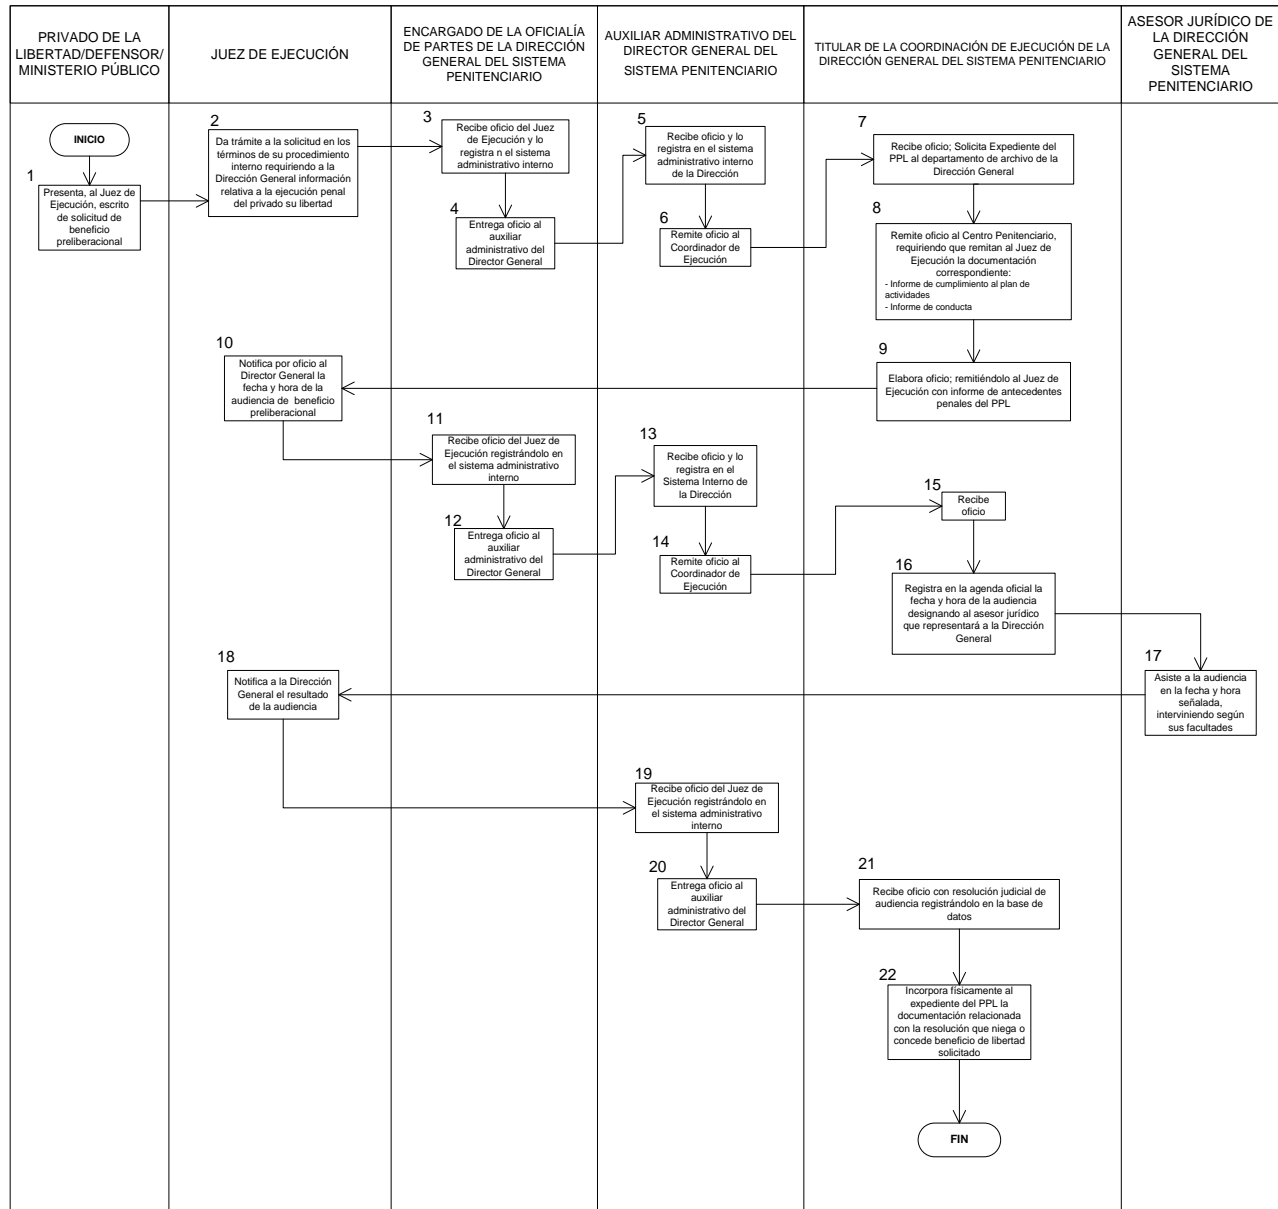 PRIVADO DE LA
LIBERTAD/DEFENSOR/
MINISTERIO PÚBLICO
JUEZ DE EJECUCIÓN
ENCARGADO DE LA OFICIALÍA
DE PARTES DE LA DIRECCIÓN
GENERAL DEL SISTEMA
PENITENCIARIO
AUXILIAR ADMINISTRATIVO DEL
DIRECTOR GENERAL DEL
SISTEMA PENITENCIARIO
TITULAR DE LA COORDINACIÓN DE EJECUCIÓN DE LA
DIRECCIÓN GENERAL DEL SISTEMA PENITENCIARIO
ASESOR JURÍDICO DE
LA DIRECCIÓN
GENERAL DEL
SISTEMA
PENITENCIARIO
INICIO
1
Presenta, al Juez de
Ejecución, escrito de
solicitud de
beneficio
preliberacional
2
Da trámite a la solicitud en los
términos de su procedimiento
interno requiriendo a la
Dirección General información
relativa a la ejecución penal
del privado su libertad
3
Recibe oficio del Juez
de Ejecución y lo
registra n el sistema
administrativo interno
4
Entrega oficio al
auxiliar
administrativo del
Director General
5
Recibe oficio y lo
registra en el sistema
administrativo interno
de la Dirección
6
Remite oficio al
Coordinador de
Ejecución
7
Recibe oficio; Solicita Expediente del
PPL al departamento de archivo de la
Dirección General
8
Remite oficio al Centro Penitenciario,
requiriendo que remitan al Juez de
Ejecución la documentación
correspondiente:
- Informe de cumplimiento al plan de
actividades
- Informe de conducta
9
Elabora oficio; remitiéndolo al Juez de
Ejecución con informe de antecedentes
penales del PPL
10
Notifica por oficio al
Director General la
fecha y hora de la
audiencia de beneficio
preliberacional
11
Recibe oficio del Juez de
Ejecución registrándolo en
el sistema administrativo
interno
12
Entrega oficio al
auxiliar
administrativo del
Director General
13
Recibe oficio y lo
registra en el
Sistema Interno de
la Dirección
14
Remite oficio al
Coordinador de
Ejecución
15
Recibe
oficio
16
Registra en la agenda oficial la
fecha y hora de la audiencia
designando al asesor jurídico
que representará a la Dirección
General
17
Asiste a la audiencia
en la fecha y hora
señalada,
interviniendo según
sus facultades
18
Notifica a la Dirección
General el resultado
de la audiencia
19
Recibe oficio del Juez de
Ejecución registrándolo en
el sistema administrativo
interno
20
Entrega oficio al
auxiliar
administrativo del
Director General
21
Recibe oficio con resolución judicial de
audiencia registrándolo en la base de
datos
22
Incorpora físicamente al
expediente del PPL la
documentación relacionada
con la resolución que niega o
concede beneficio de libertad
solicitado
FIN